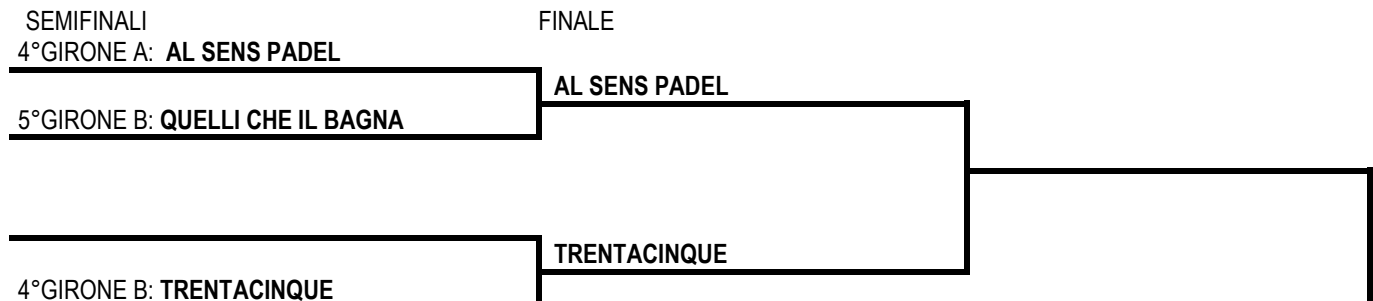 SEMIFINALI FINALE
4°GIRONE A: AL SENS PADEL
AL SENS PADEL
5°GIRONE B: QUELLI CHE IL BAGNA
TRENTACINQUE
4°GIRONE B: TRENTACINQUE